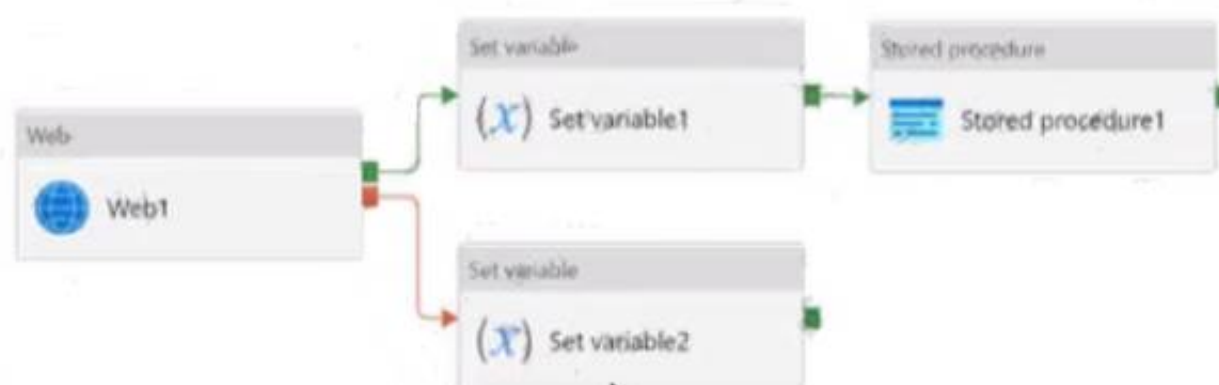 Web
Web1
Set variable
(x) Set variable1
Stored procedure
Stored procedure1
Set variable
(x) Set variable2